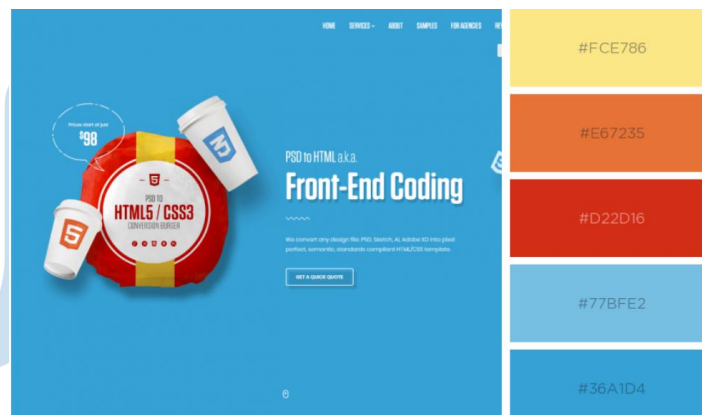 HOME SERVICES ABOUT SAMPLES FOR AGENCIES
Prices start at just
$98
PSD TO
HTML5 / CSS3
CONVERSION BURGER
5
PSD to HTML a.k.a.
Front-End Coding
We convert any design file: PSD, Sketch, AI, Adobe XD into pixel
perfect, semantic, standards compliant HTML/CSS template.
GET A QUICK QUOTE
#FCE786
#E67235
#D22D16
#77BFE2
#36A1D4